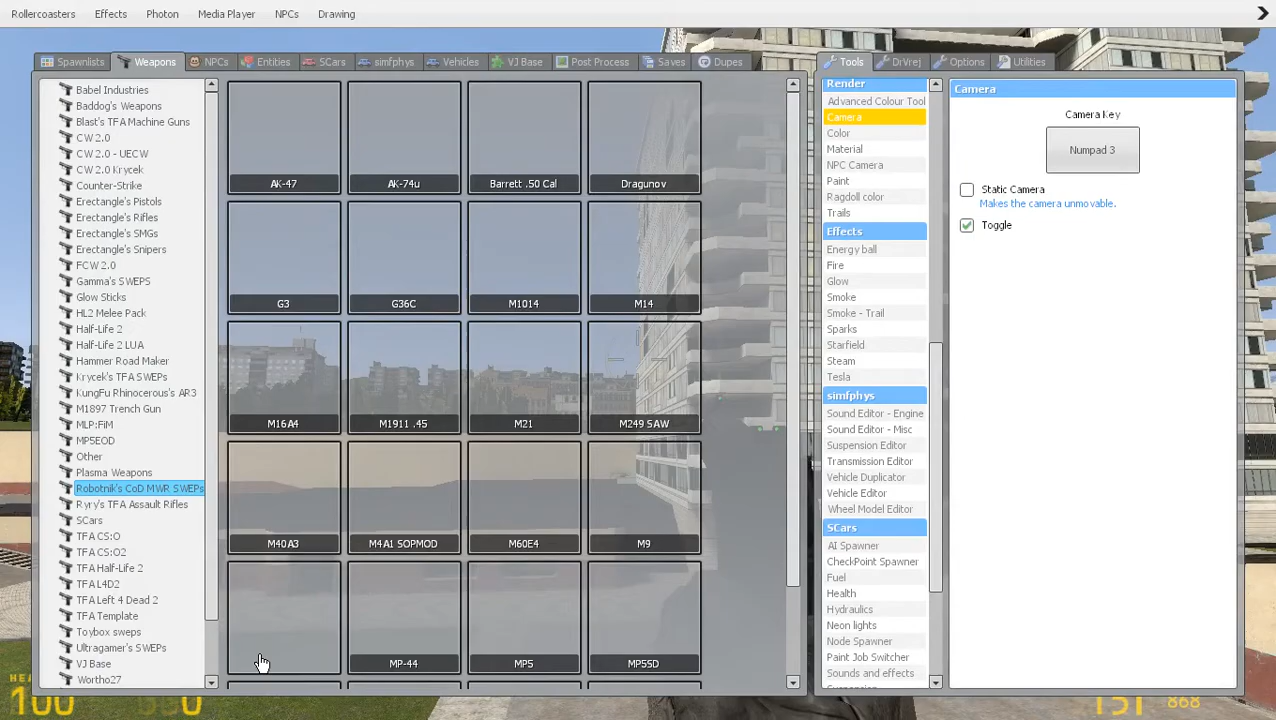 Rollercoasters Effects Photon Media Player NPCs Drawing
Spawnlists Weapons NPCs Entities SCars simfphys Vehicles VJ Base Post Process Saves Dupes
Babel Industries
Baddog's Weapons
Blast's TFA Machine Guns
CW 2.0
CW 2.0 - UECW
CW 2.0 Krycek
Counter-Strike
Erectangle's Pistols
Erectangle's Rifles
Erectangle's SMGs
Erectangle's Snipers
FCW 2.0
Gamma's SWEPS
Glow Sticks
HL2 Melee Pack
Half-Life 2
Half-Life 2 LUA
Hammer Road Maker
Krycek's TFA SWEPs
KungFu Rhinocerous's AR3
M1897 Trench Gun
MLP:FiM
MP5EOD
Other
Plasma Weapons
Robotnik's CoD MWR SWEPs
Ryry's TFA Assault Rifles
SCars
TFA CS:O
TFA CS:O2
TFA Half-Life 2
TFA L4D2
TFA Left 4 Dead 2
TFA Template
Toybox sweps
Ultragamer's SWEPs
VJ Base
Wortho27
AK-47 AK-74u Barrett .50 Cal Dragunov
G3 G36C M1014 M14
M16A4 M1911 .45 M21 M249 SAW
M40A3 M4A1 SOPMOD M60E4 M9
MP-44 MP5 MP5SD
Tools DrVrej Options Utilities
Render
Advanced Colour Tool
Camera
Color
Material
NPC Camera
Paint
Ragdoll color
Trails
Effects
Energy ball
Fire
Glow
Smoke
Smoke - Trail
Sparks
Starfield
Steam
Tesla
simfphys
Sound Editor - Engine
Sound Editor - Misc
Suspension Editor
Transmission Editor
Vehicle Duplicator
Vehicle Editor
Wheel Model Editor
SCars
AI Spawner
CheckPoint Spawner
Fuel
Health
Hydraulics
Neon lights
Node Spawner
Paint Job Switcher
Sounds and effects
Suspension
Camera
Camera Key
Numpad 3
Static Camera
Makes the camera unmovable.
Toggle
100 0
151 868